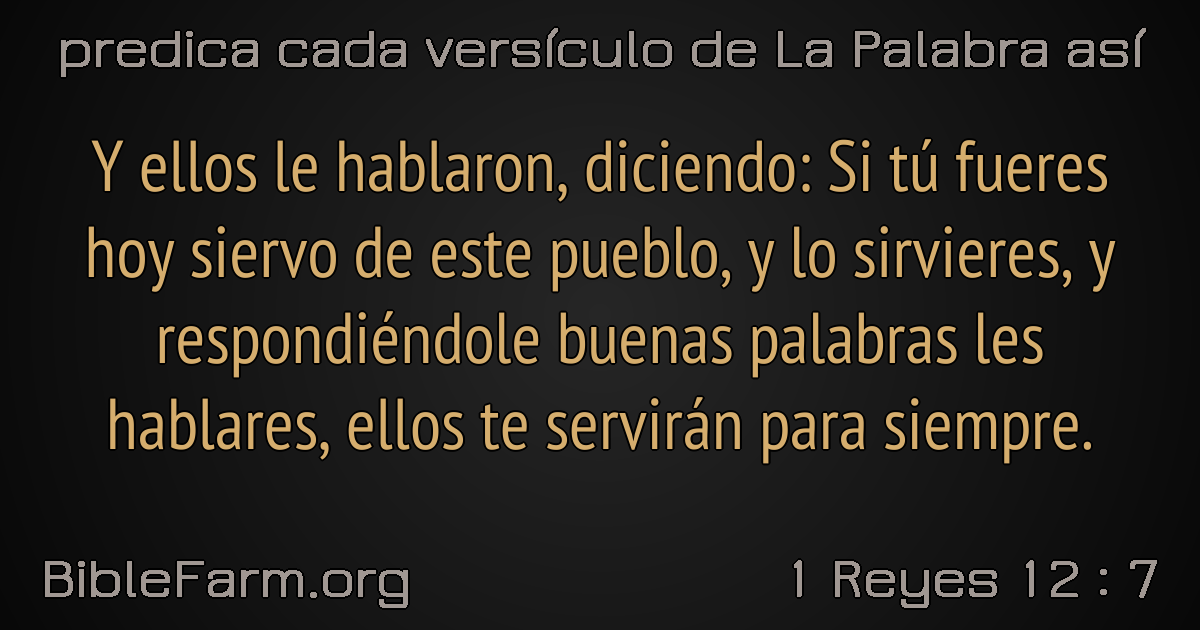 predica cada versículo de La Palabra así
Y ellos le hablaron, diciendo: Si tú fueres
hoy siervo de este pueblo, y lo sirvieres, y
respondiéndole buenas palabras les
hablares, ellos te servirán para siempre.
BibleFarm.org
1 Reyes 12 : 7